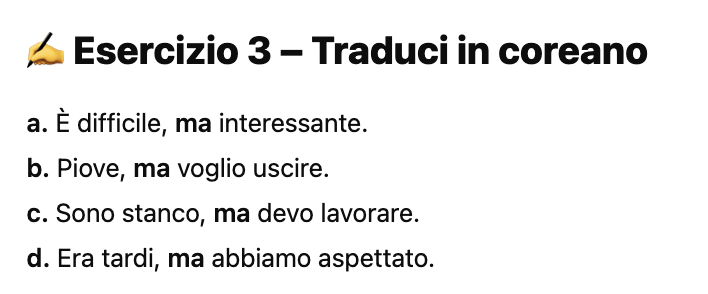 ✍️ Esercizio 3 – Traduci in coreano
a. È difficile, ma interessante.
b. Piove, ma voglio uscire.
c. Sono stanco, ma devo lavorare.
d. Era tardi, ma abbiamo aspettato.